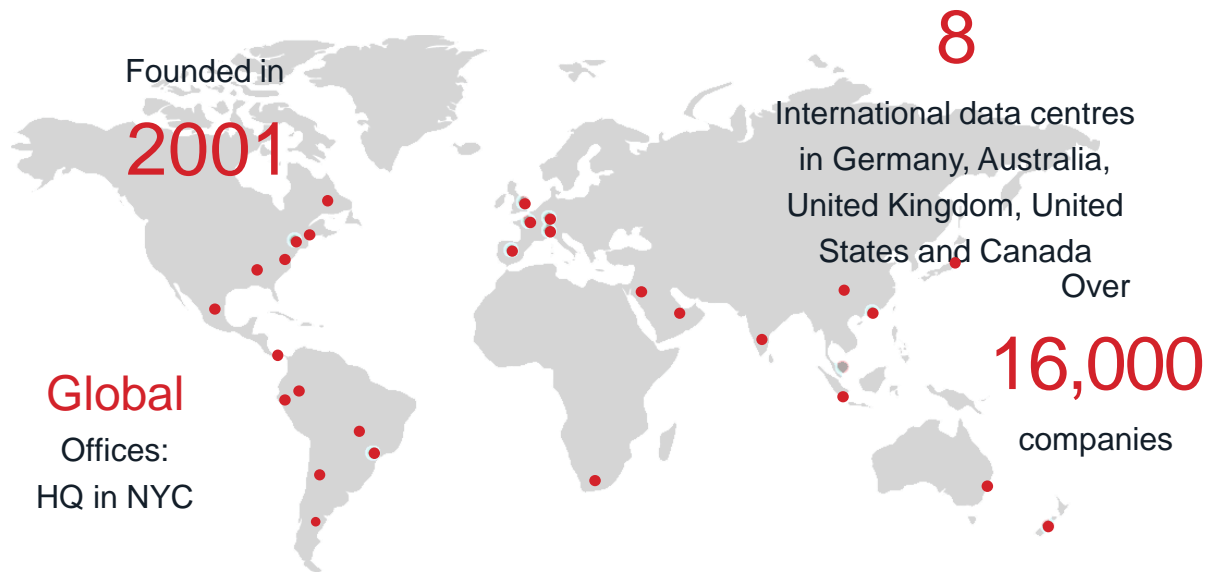 Founded in
2001
8
International data centres
in Germany, Australia,
United Kingdom, United
States and Canada
Over
16,000
companies
Global
Offices:
HQ in NYC